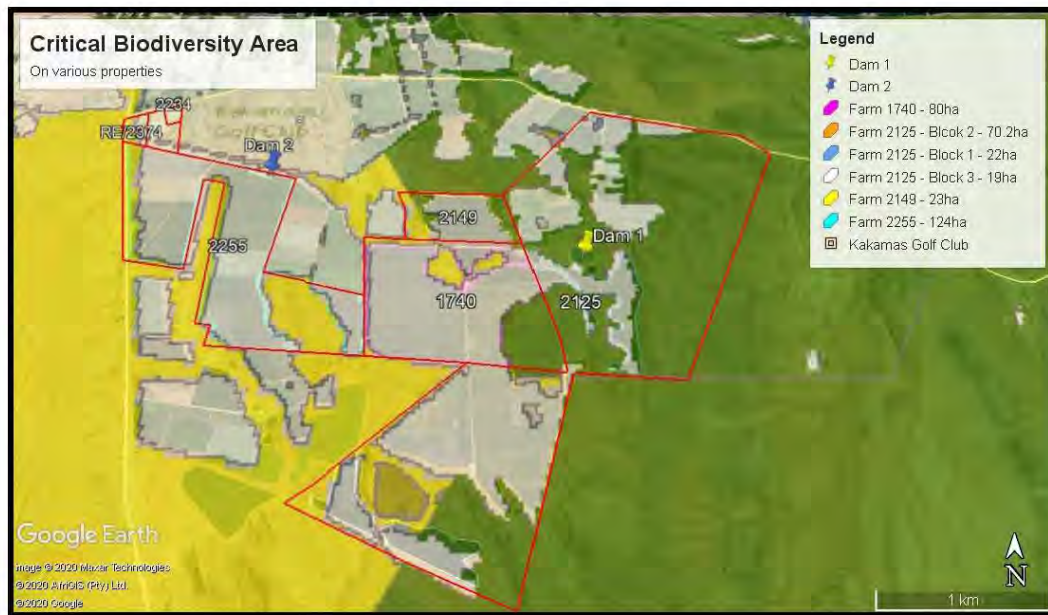 Critical Biodiversity Area
On various properties
Legend
Dam 1
Dam 2
Farm 1740 - 80ha
Farm 2125 - Blcok 2 - 70.2ha
Farm 2125 - Block 1 - 22ha
Farm 2125 - Block 3 - 19ha
Farm 2149 - 23ha
Farm 2255 - 124ha
Kakamas Golf Club
2234
RE/2374
Dam 2
2149
2255
Dam 1
1740
2125
Google Earth
Image © 2020 Maxar Technologies
© 2020 AfriGIS (Pty) Ltd.
© 2020 Google
N
1 km